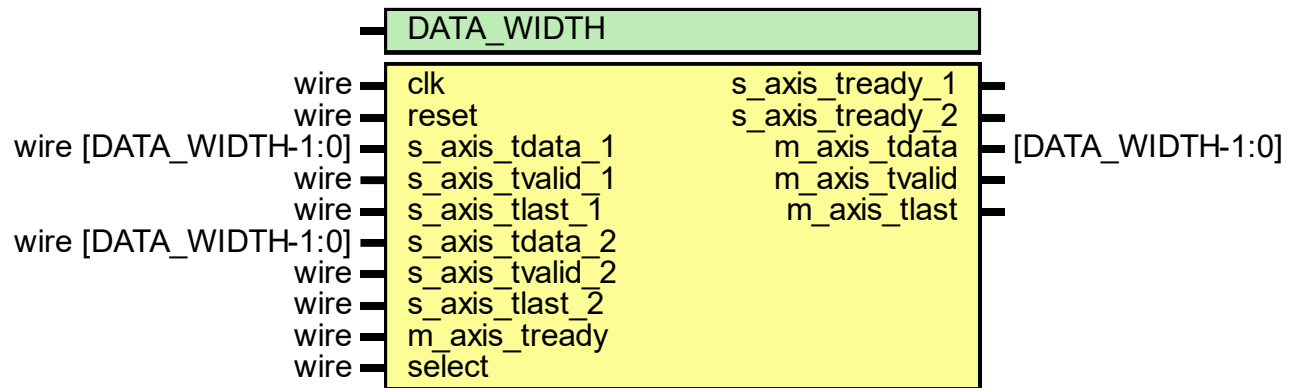 DATA_WIDTH
wire clk s_axis_tready_1
wire reset s_axis_tready_2
wire [DATA_WIDTH-1:0] s_axis_tdata_1 m_axis_tdata [DATA_WIDTH-1:0]
wire s_axis_tvalid_1 m_axis_tvalid
wire s_axis_tlast_1 m_axis_tlast
wire [DATA_WIDTH-1:0] s_axis_tdata_2
wire s_axis_tvalid_2
wire s_axis_tlast_2
wire m_axis_tready
wire select